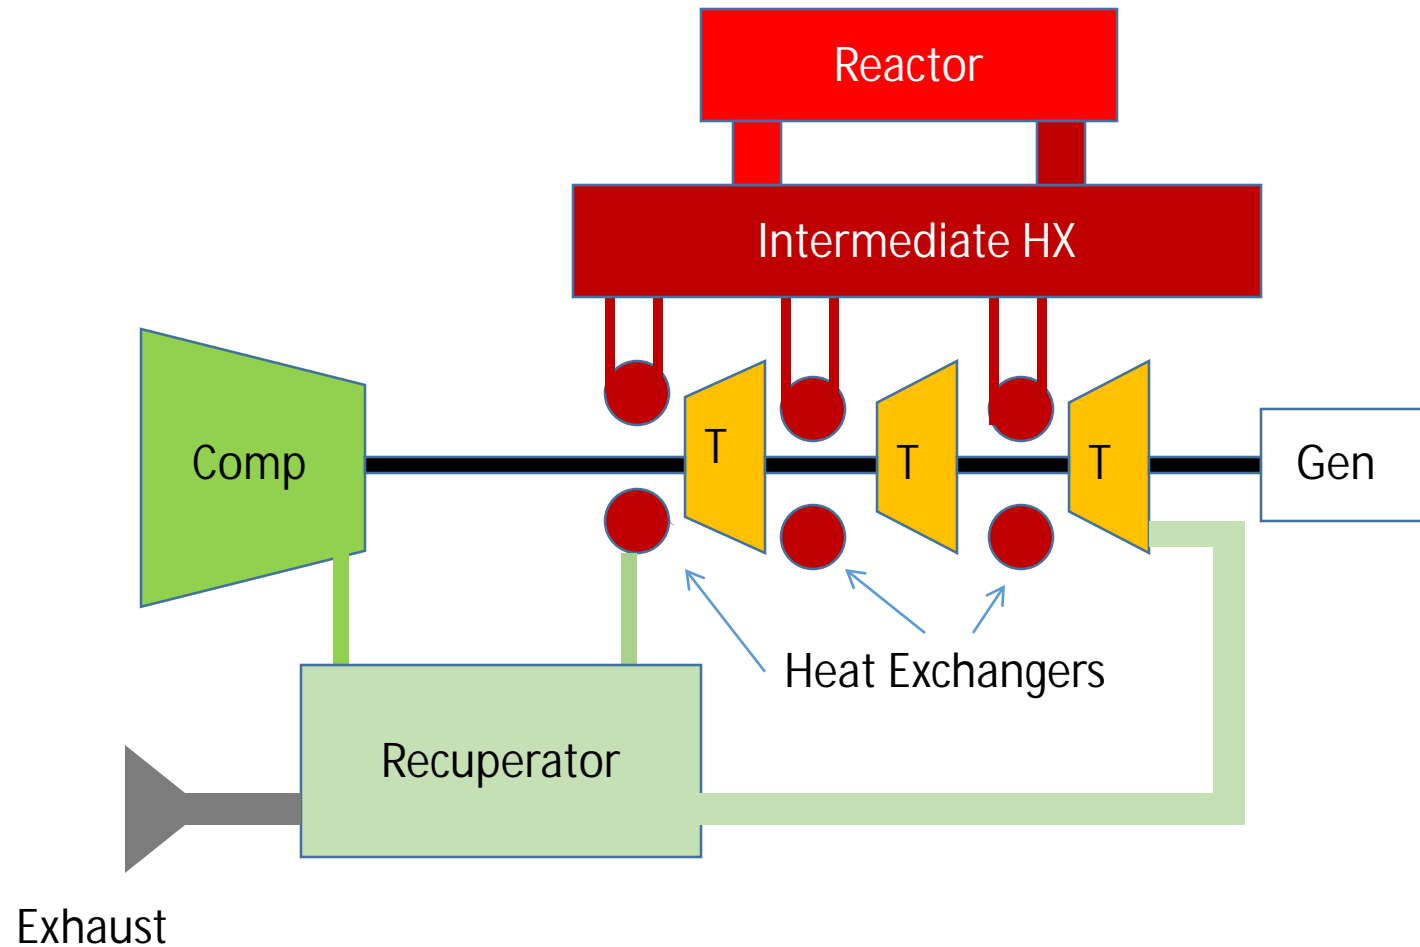 Reactor
Intermediate HX
Comp
T
T
T
Gen
Heat Exchangers
Recuperator
Exhaust